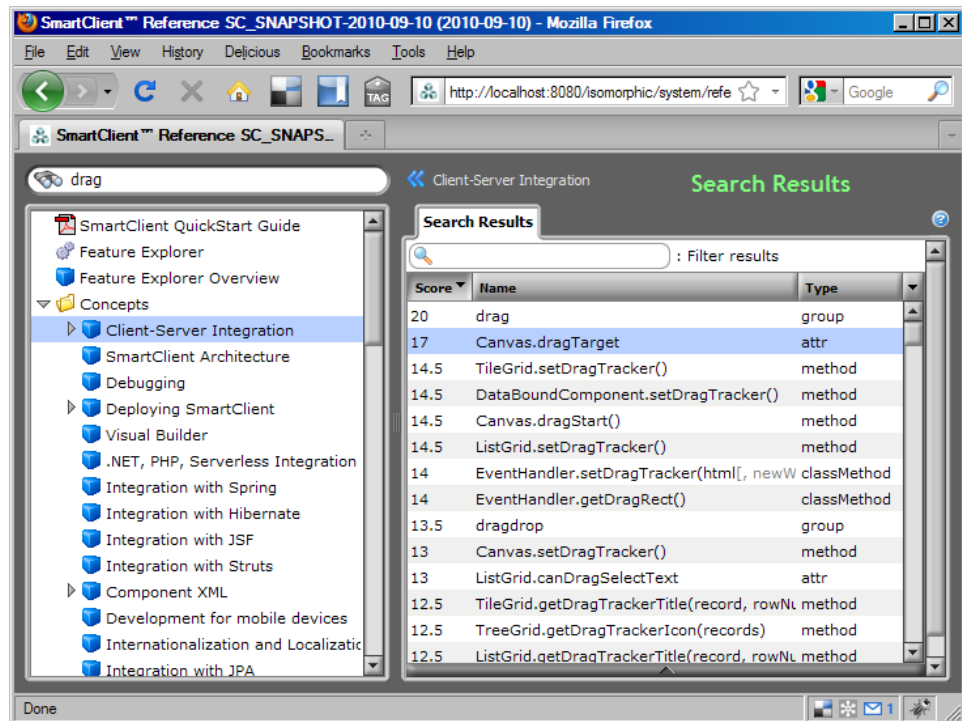 SmartClient™ Reference SC_SNAPSHOT-2010-09-10 (2010-09-10) - Mozilla Firefox
File Edit View History Delicious Bookmarks Tools Help
TAG http://localhost:8080/isomorphic/system/refe Google
SmartClient™ Reference SC_SNAPS...
drag
SmartClient QuickStart Guide
Feature Explorer
Feature Explorer Overview
Concepts
Client-Server Integration
SmartClient Architecture
Debugging
Deploying SmartClient
Visual Builder
.NET, PHP, Serverless Integration
Integration with Spring
Integration with Hibernate
Integration with JSF
Integration with Struts
Component XML
Development for mobile devices
Internationalization and Localizatic
Integration with JPA
Client-Server Integration Search Results
Search Results ?
: Filter results
Score Name Type
20 drag group
17 Canvas.dragTarget attr
14.5 TileGrid.setDragTracker() method
14.5 DataBoundComponent.setDragTracker() method
14.5 Canvas.dragStart() method
14.5 ListGrid.setDragTracker() method
14 EventHandler.setDragTracker(html[, newW classMethod
14 EventHandler.getDragRect() classMethod
13.5 dragdrop group
13 Canvas.setDragTracker() method
13 ListGrid.canDragSelectText attr
12.5 TileGrid.getDragTrackerTitle(record, rowNu method
12.5 TreeGrid.getDragTrackerIcon(records) method
12.5 ListGrid.getDragTrackerTitle(record, rowNu method
Done 1